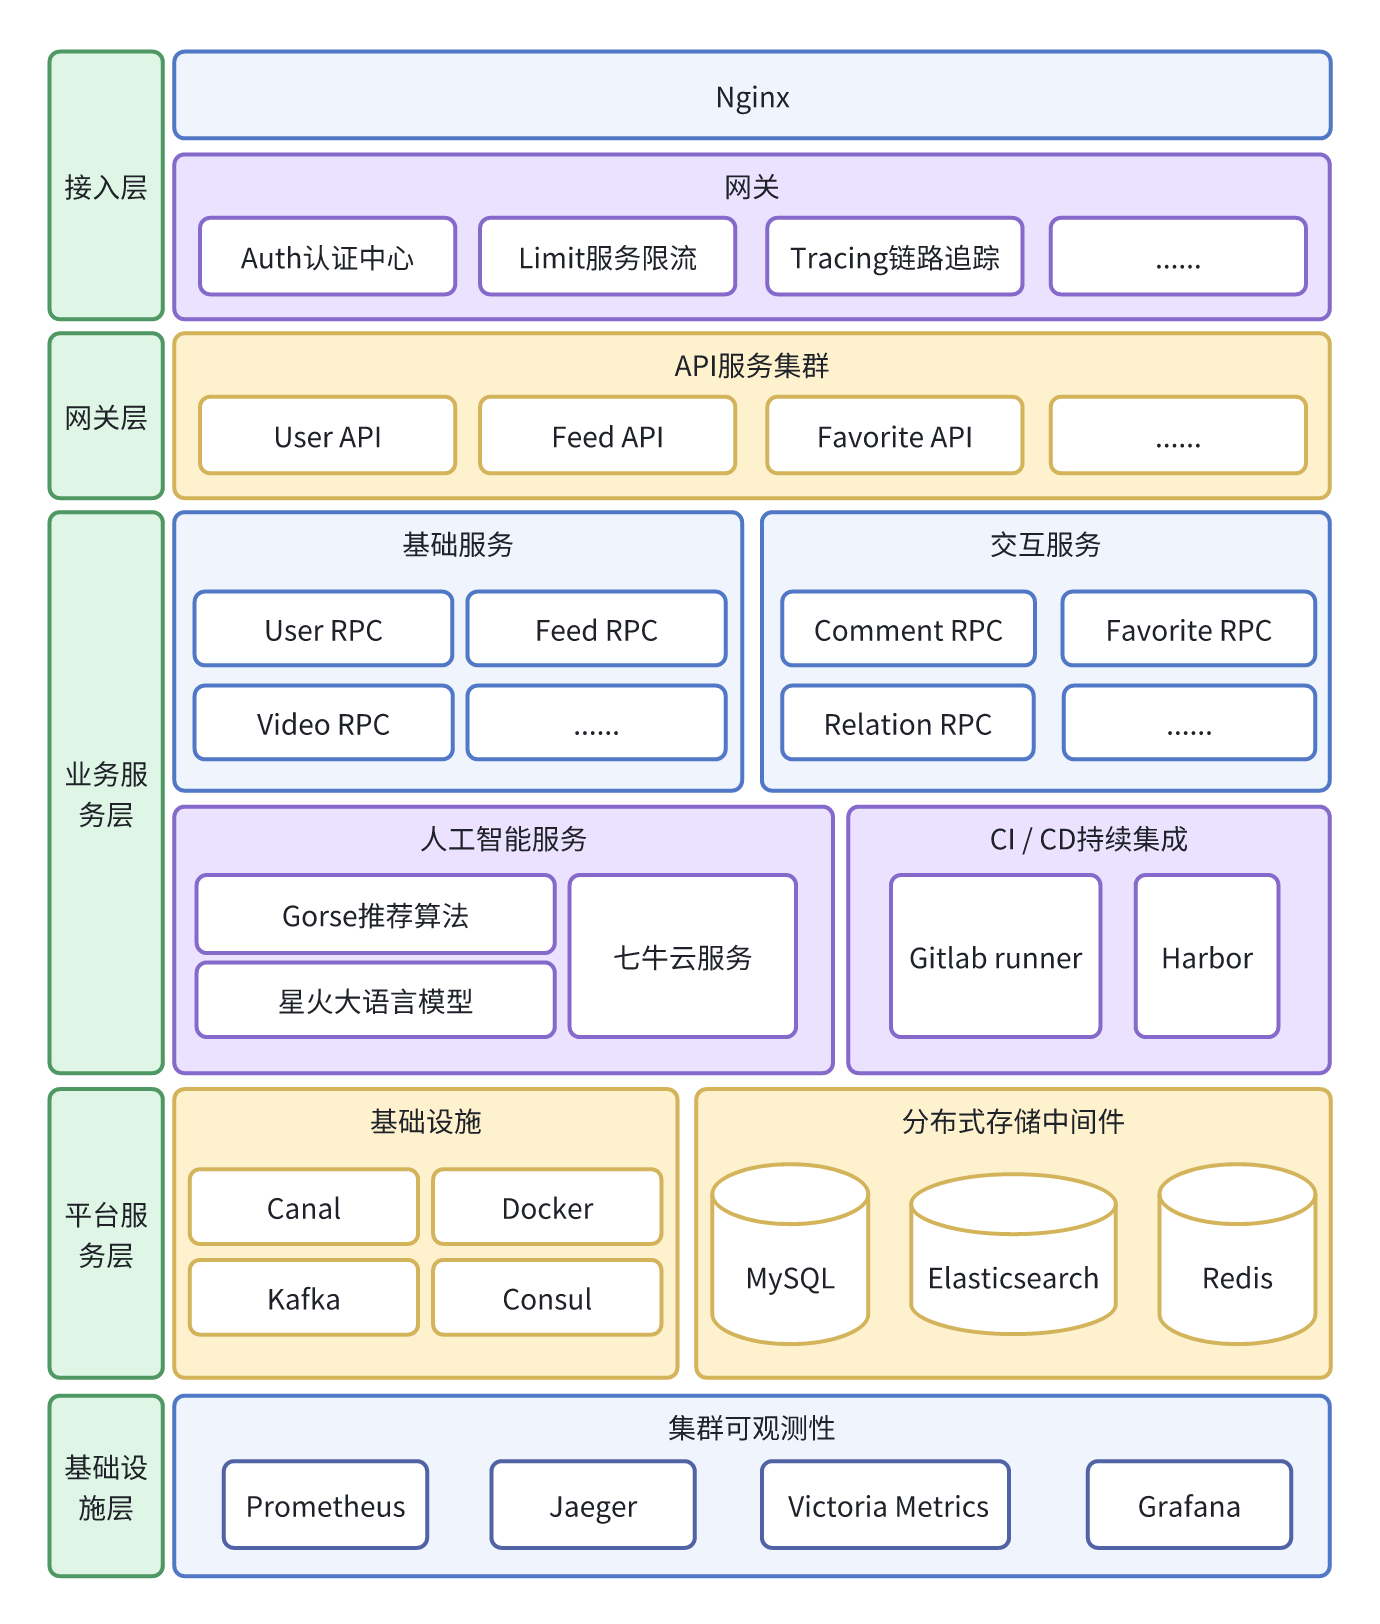 接入层
Nginx
网关
Auth认证中心
Limit服务限流
Tracing链路追踪
......
网关层
API服务集群
User API
Feed API
Favorite API
......
业务服
务层
基础服务
User RPC
Feed RPC
Video RPC
......
交互服务
Comment RPC
Favorite RPC
Relation RPC
......
人工智能服务
Gorse推荐算法
星火大语言模型
七牛云服务
CI / CD持续集成
Gitlab runner
Harbor
平台服
务层
基础设施
Canal
Docker
Kafka
Consul
分布式存储中间件
MySQL
Elasticsearch
Redis
基础设
施层
集群可观测性
Prometheus
Jaeger
Victoria Metrics
Grafana